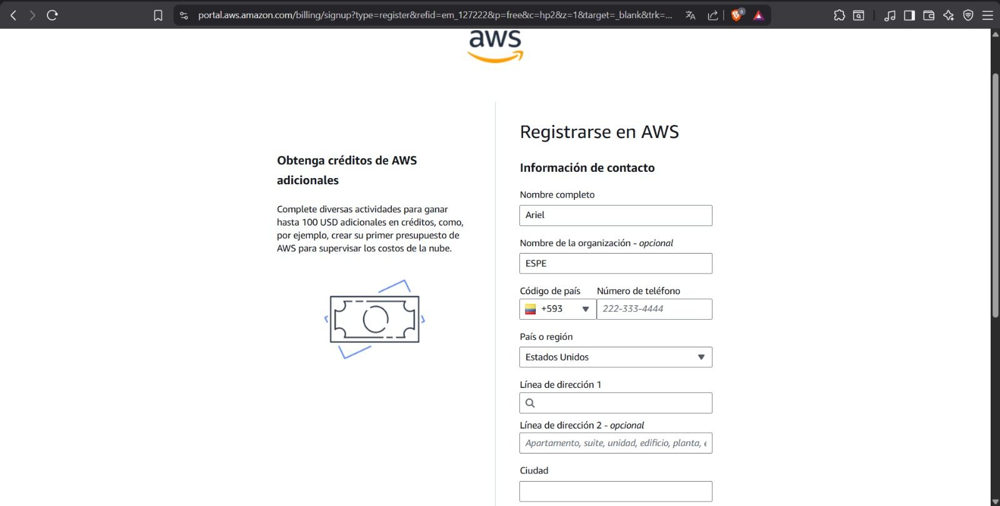 portal.aws.amazon.com/billing/signup?type=register&refid=em_127222&p=free&c=hp2&z=1&target=_blank&trk=...
8
aws
Obtenga créditos de AWS
adicionales
Complete diversas actividades para ganar
hasta 100 USD adicionales en créditos, como,
por ejemplo, crear su primer presupuesto de
AWS para supervisar los costos de la nube.
Registrarse en AWS
Información de contacto
Nombre completo
Ariel
Nombre de la organización - opcional
ESPE
Código de país Número de teléfono
+593 222-333-4444
País o región
Estados Unidos
Línea de dirección 1
Línea de dirección 2 - opcional
Apartamento, suite, unidad, edificio, planta, e
Ciudad